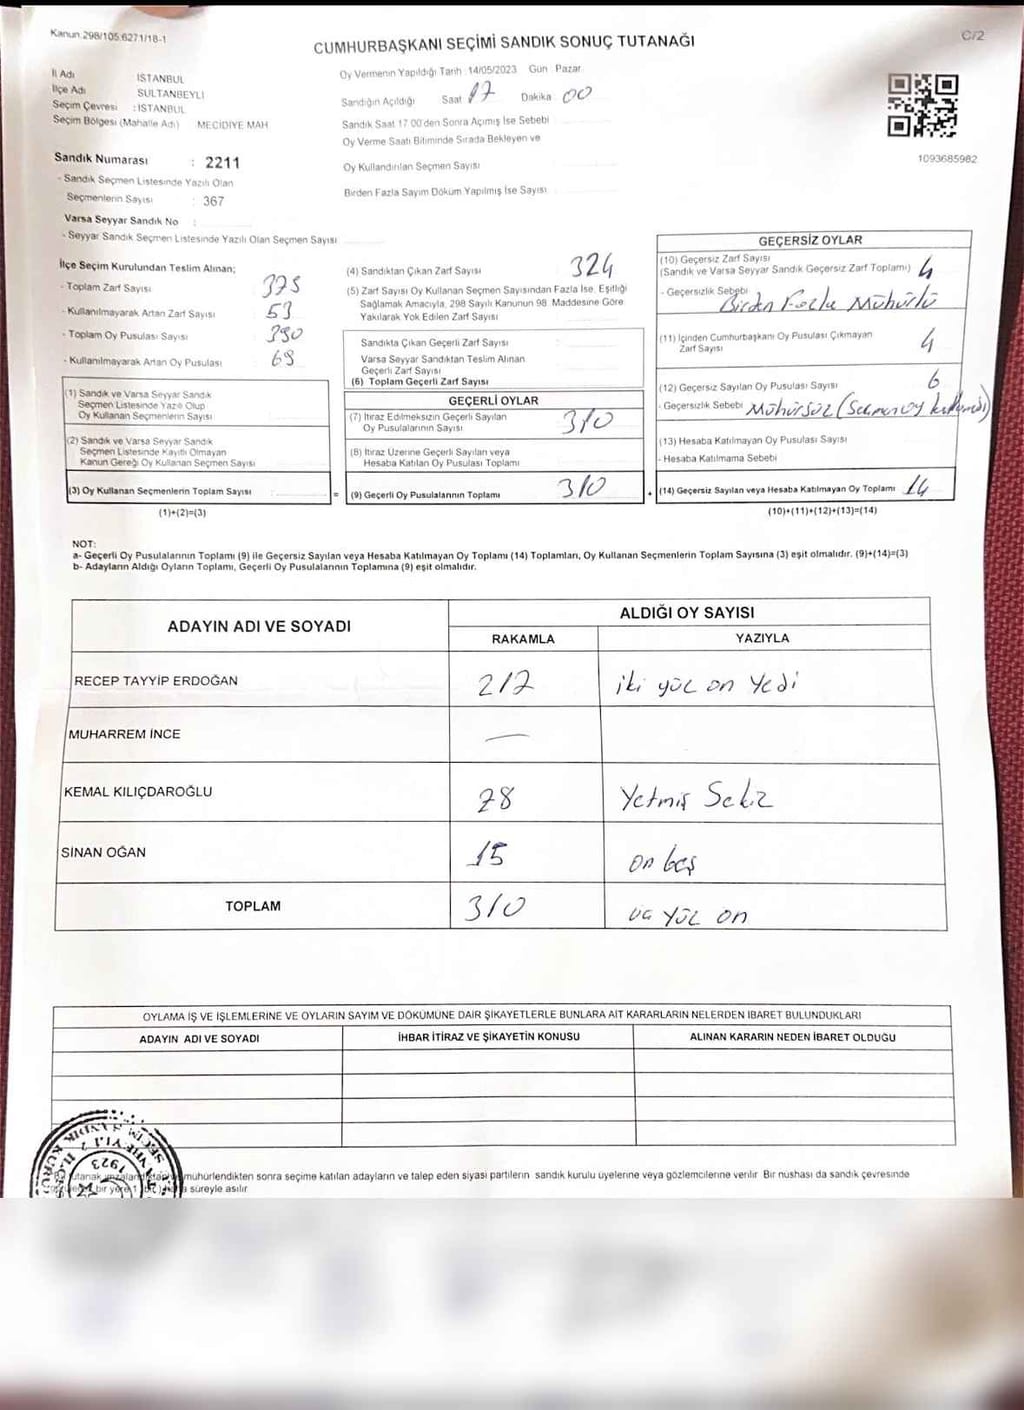 Kanun 298/105.6271/18-1
C/2
CUMHURBAŞKANI SEÇİMİ SANDIK SONUÇ TUTANAĞI
İl Adı İSTANBUL
İlçe Adı SULTANBEYLİ
Seçim Çevresi : İSTANBUL
Seçim Bölgesi (Mahalle Adı) MECİDİYE MAH
Sandık Numarası : 2211
- Sandık Seçmen Listesinde Yazılı Olan
Seçmenlerin Sayısı : 367
Varsa Seyyar Sandık No :
- Seyyar Sandık Seçmen Listesinde Yazılı Olan Seçmen Sayısı
Oy Vermenin Yapıldığı Tarih :14/05/2023 Gün Pazar
Sandığın Açıldığı Saat 17 Dakika 00
Sandık Saat 17.00'den Sonra Açımış İse Sebebi
Oy Verme Saati Bitiminde Sırada Bekleyen ve
Oy Kullandırılan Seçmen Sayısı
Birden Fazla Sayım Döküm Yapılmış İse Sayısı
1093685982
İlçe Seçim Kurulundan Teslim Alınan;
- Toplam Zarf Sayısı 375
- Kullanılmayarak Artan Zarf Sayısı 53
- Toplam Oy Pusulası Sayısı 390
- Kullanılmayarak Artan Oy Pusulası 69
(1) Sandık ve Varsa Seyyar Sandık
Seçmen Listesinde Yazılı Olup
Oy Kullanan Seçmenlerin Sayısı
(2) Sandık ve Varsa Seyyar Sandık
Seçmen Listesinde Kayıtlı Olmayan
Kanun Gereği Oy Kullanan Seçmen Sayısı
(3) Oy Kullanan Seçmenlerin Toplam Sayısı :
(1)+(2)=(3)
(4) Sandıktan Çıkan Zarf Sayısı 324
(5) Zarf Sayısı Oy Kullanan Seçmen Sayısından Fazla İse, Eşitliği
Sağlamak Amacıyla, 298 Sayılı Kanunun 98 Maddesine Göre
Yakılarak Yok Edilen Zarf Sayısı
Sandıkta Çıkan Geçerli Zarf Sayısı
Varsa Seyyar Sandıktan Teslim Alınan
Geçerli Zarf Sayısı
(6) Toplam Geçerli Zarf Sayısı
GEÇERLİ OYLAR
(7) İtiraz Edilmeksizin Geçerli Sayılan
Oy Pusulalarının Sayısı 310
(8) İtiraz Üzerine Geçerli Sayılan veya
Hesaba Katılan Oy Pusulası Toplamı
= (9) Geçerli Oy Pusulalarının Toplamı 310
GEÇERSİZ OYLAR
(10) Geçersiz Zarf Sayısı
(Sandık ve Varsa Seyyar Sandık Geçersiz Zarf Toplamı) 4
- Geçersizlik Sebebi Birden Fazla Mühürlü
(11) İçinden Cumhurbaşkanı Oy Pusulası Çıkmayan
Zarf Sayısı 4
(12) Geçersiz Sayılan Oy Pusulası Sayısı 6
- Geçersizlik Sebebi Mühürsüz (Seçmen oy
(13) Hesaba Katılmayan Oy Pusulası Sayısı
- Hesaba Katılmama Sebebi
+ (14) Geçersiz Sayılan veya Hesaba Katılmayan Oy Toplamı 14
(10)+(11)+(12)+(13)=(14)
NOT:
a- Geçerli Oy Pusulalarının Toplamı (9) ile Geçersiz Sayılan veya Hesaba Katılmayan Oy Toplamı (14) Toplamları, Oy Kullanan Seçmenlerin Toplam Sayısına (3) eşit olmalıdır. (9)+(14)=(3)
b- Adayların Aldığı Oyların Toplamı, Geçerli Oy Pusulalarının Toplamına (9) eşit olmalıdır.
ADAYIN ADI VE SOYADI ALDIĞI OY SAYISI
RAKAMLA YAZIYLA
RECEP TAYYİP ERDOĞAN 217 iki yüz on yedi
MUHARREM İNCE —
KEMAL KILIÇDAROĞLU 78 Yetmiş Sekiz
SİNAN OĞAN 15 on beş
TOPLAM 310 üç yüz on
OYLAMA İŞ VE İŞLEMLERİNE VE OYLARIN SAYIM VE DÖKÜMÜNE DAİR ŞİKAYETLERLE BUNLARA AİT KARARLARIN NELERDEN İBARET BULUNDUKLARI
ADAYIN ADI VE SOYADI İHBAR İTİRAZ VE ŞİKAYETİN KONUSU ALINAN KARARIN NEDEN İBARET OLDUĞU
mühürlendikten sonra seçime katılan adayların ve talep eden siyasi partilerin sandık kurulu üyelerine veya gözlemcilerine verilir Bir nüshası da sandık çevresinde
bir yere süreyle asılır
1923